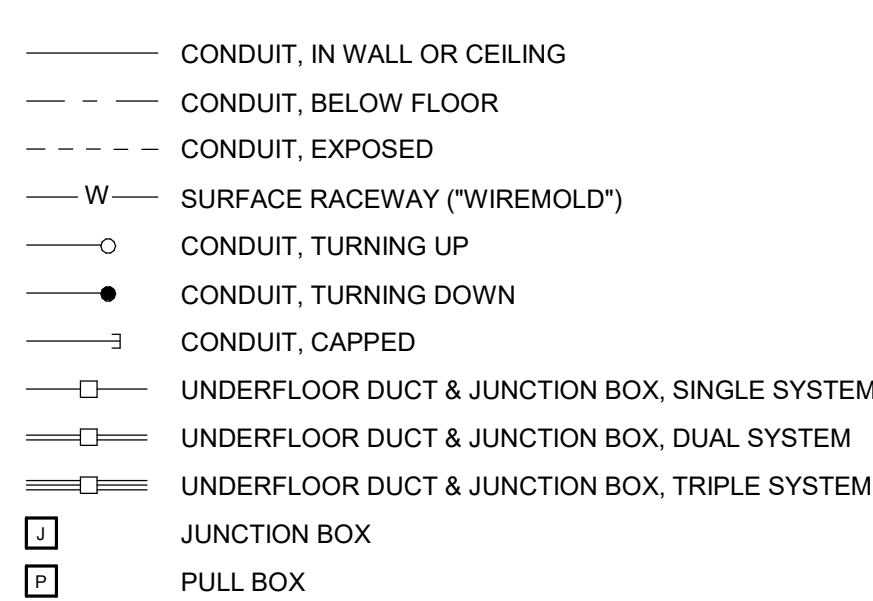 CONDUIT, IN WALL OR CEILING
CONDUIT, BELOW FLOOR
CONDUIT, EXPOSED
W SURFACE RACEWAY ("WIREMOLD")
CONDUIT, TURNING UP
CONDUIT, TURNING DOWN
CONDUIT, CAPPED
UNDERFLOOR DUCT & JUNCTION BOX, SINGLE SYSTEM
UNDERFLOOR DUCT & JUNCTION BOX, DUAL SYSTEM
UNDERFLOOR DUCT & JUNCTION BOX, TRIPLE SYSTEM
J JUNCTION BOX
P PULL BOX